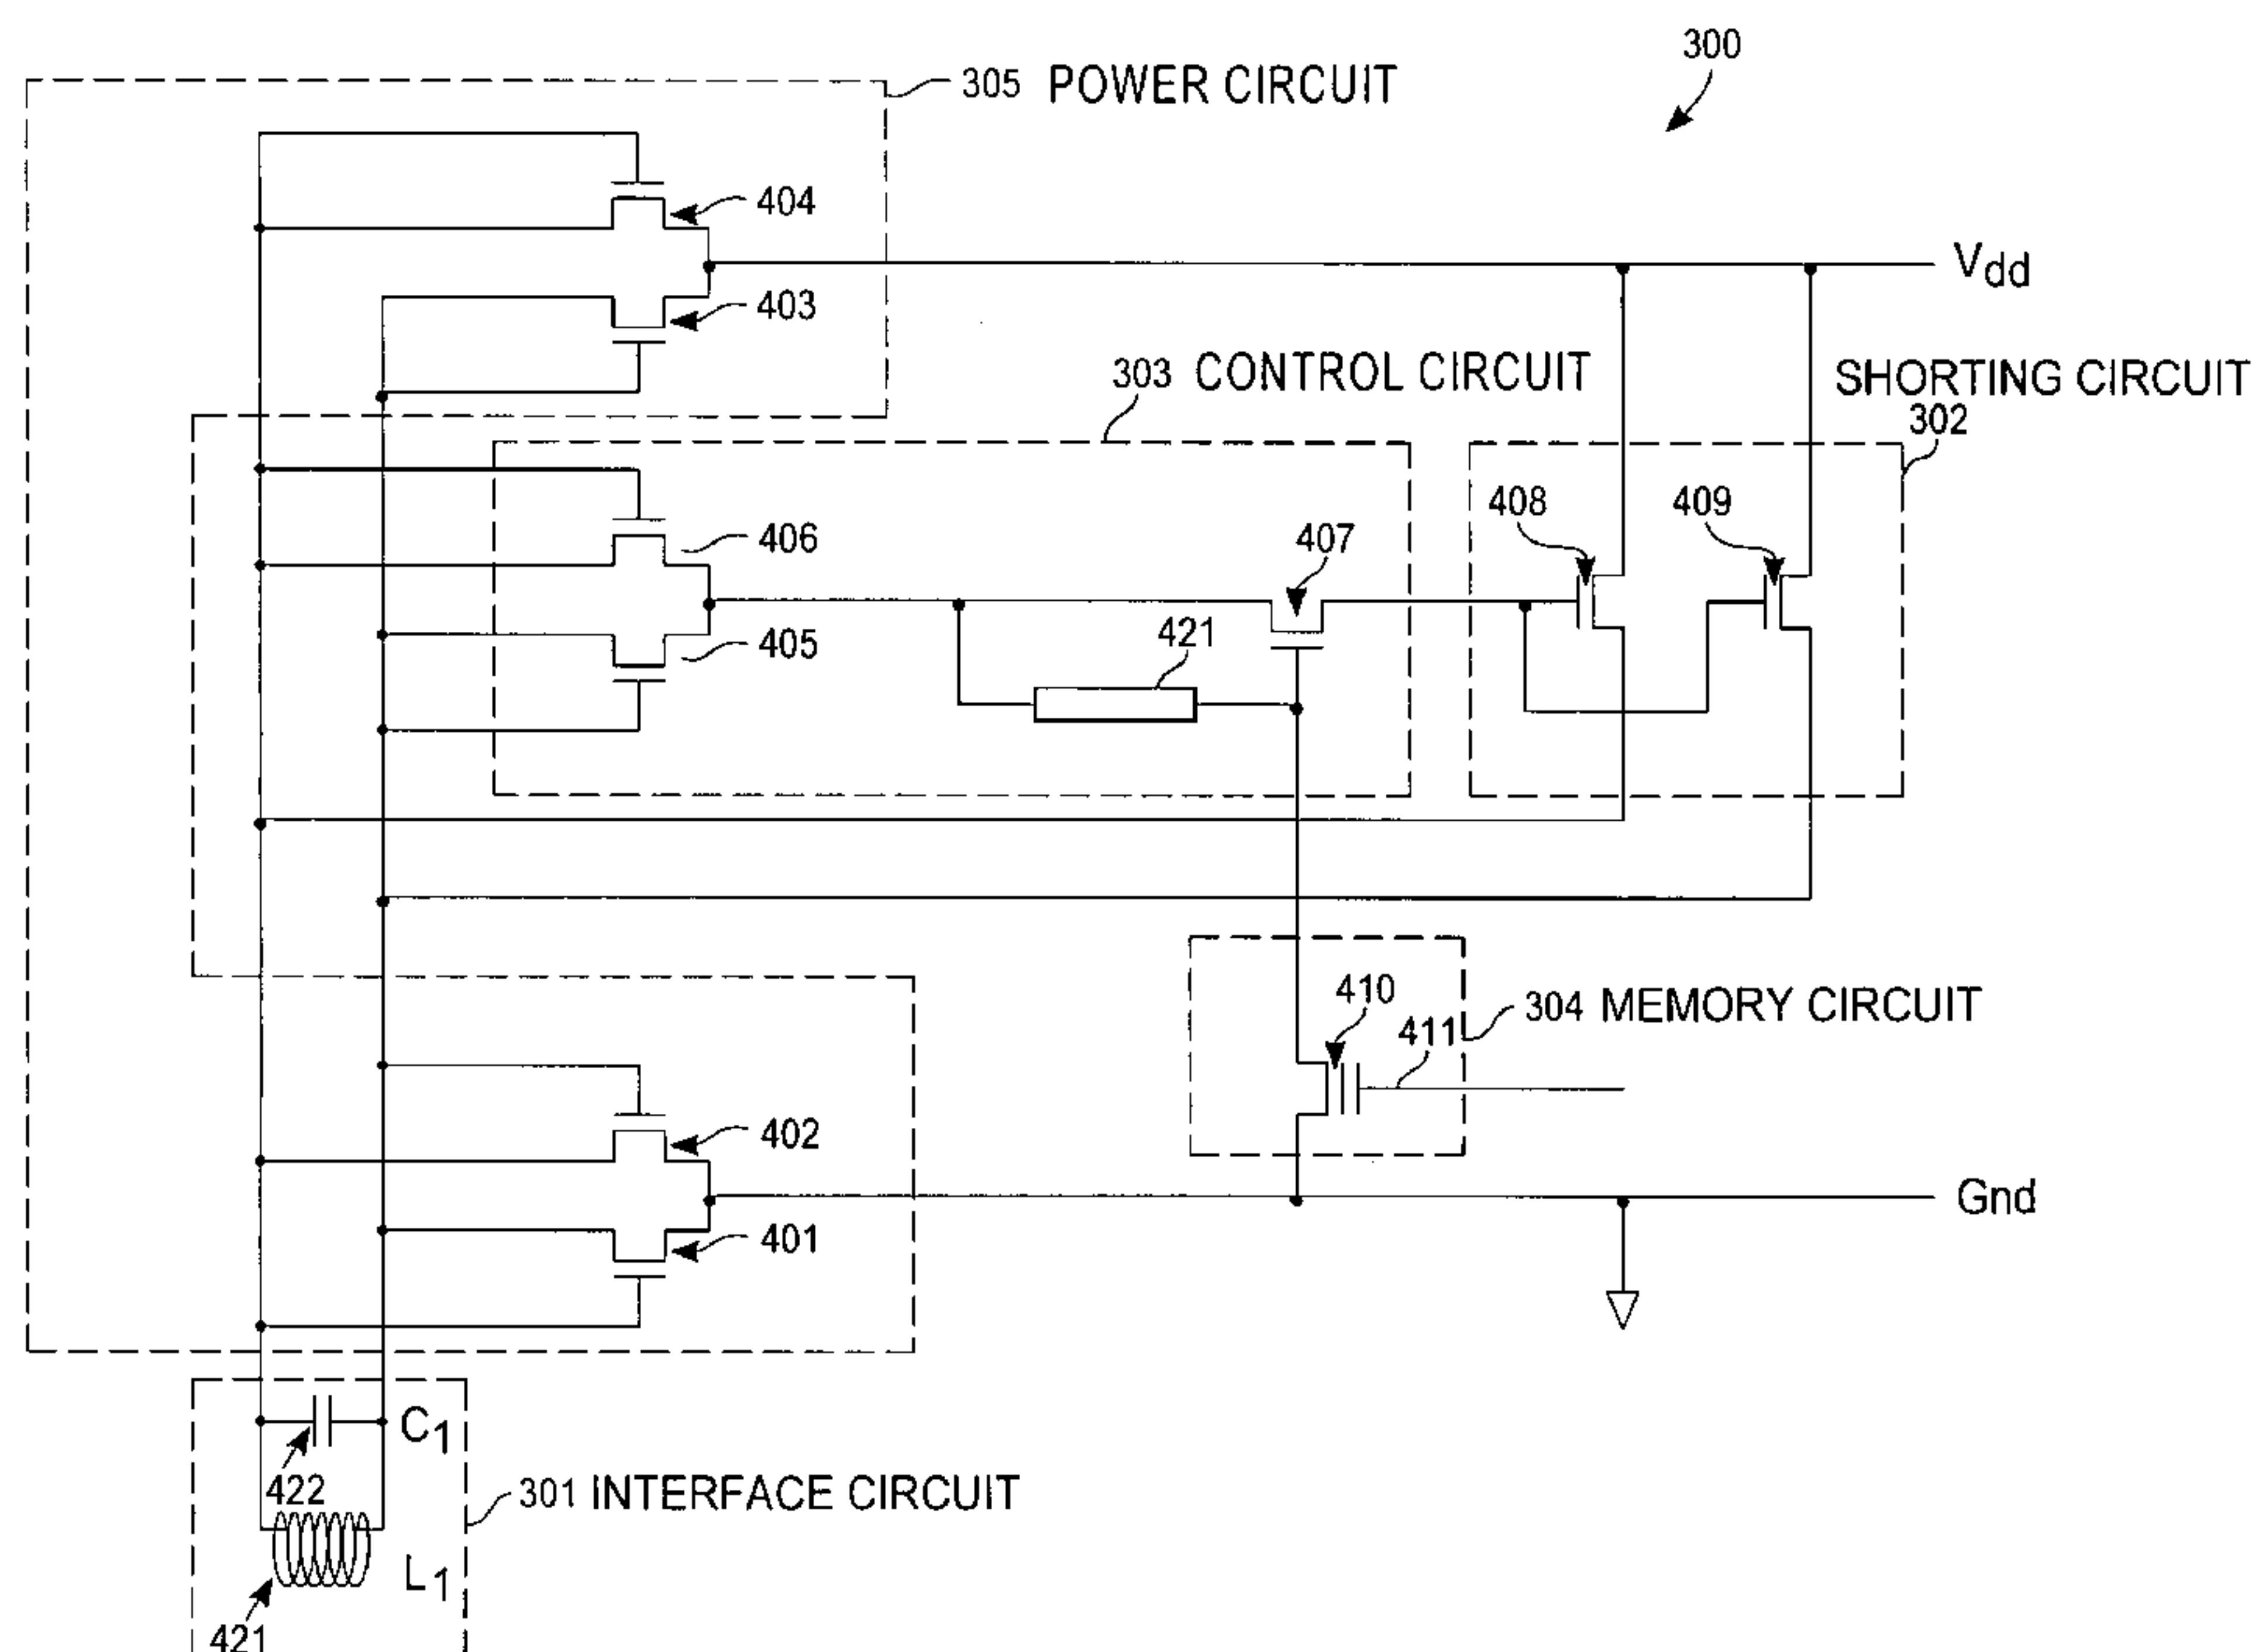 300
305 POWER CIRCUIT
404
Vdd
403
303 CONTROL CIRCUIT
SHORTING CIRCUIT
302
408
409
406
407
405
421
410
304 MEMORY CIRCUIT
411
402
Gnd
401
C1
422
301 INTERFACE CIRCUIT
L1
421